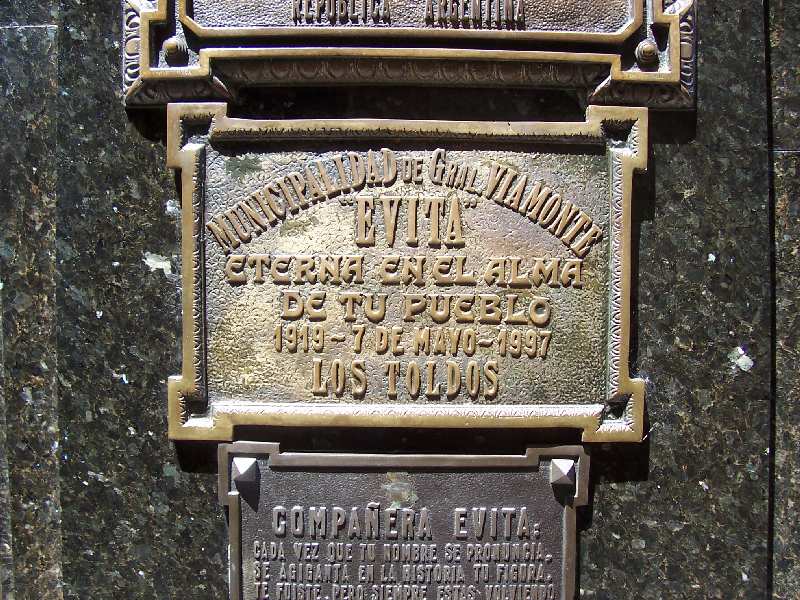 REPUBLICA ARGENTINA
MUNICIPALIDAD DE GRAL VIAMONTE
"EVITA"
ETERNA EN EL ALMA
DE TU PUEBLO
1919 ~ 7 DE MAYO ~ 1997
LOS TOLDOS
COMPAÑERA EVITA:
CADA VEZ QUE TU NOMBRE SE PRONUNCIA,
SE AGIGANTA EN LA HISTORIA TU FIGURA.
TE FUISTE, PERO SIEMPRE ESTAS VOLVIENDO